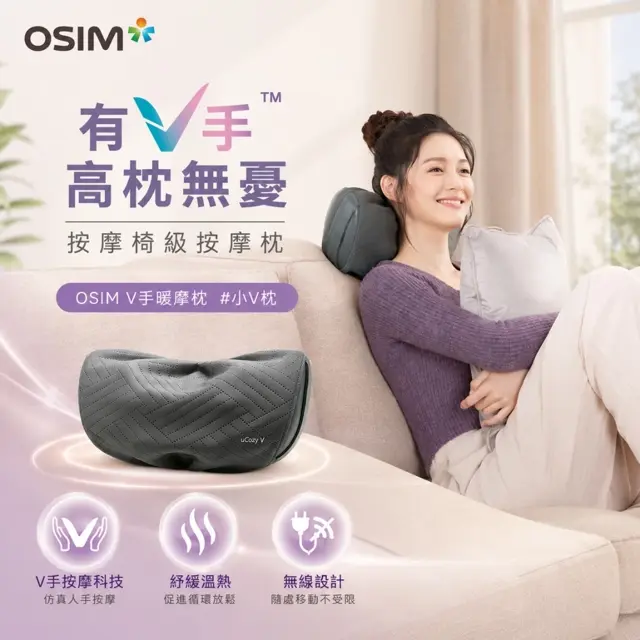 OSIM
有V手™
高枕無憂
按摩椅級按摩枕
OSIM V手暖摩枕 #小V枕
uCozy V
V手按摩科技
仿真人手按摩
紓緩溫熱
促進循環放鬆
無線設計
隨處移動不受限